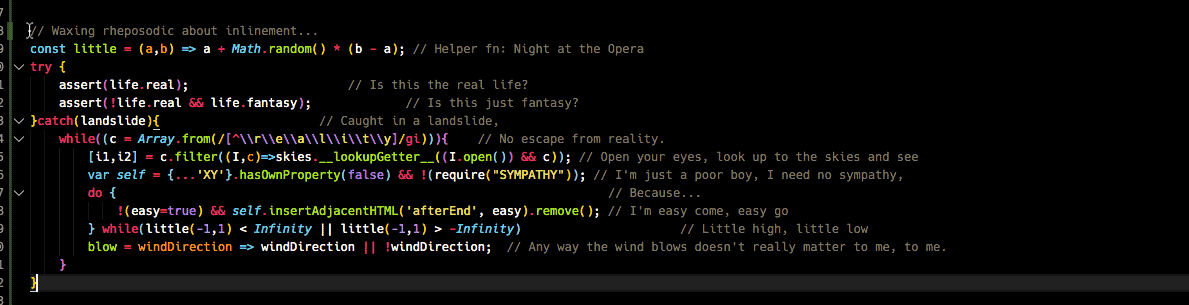 // Waxing rheposodic about inlinement...
const little = (a,b) => a + Math.random() * (b - a); // Helper fn: Night at the Opera
try {
assert(life.real); // Is this the real life?
assert(!life.real && life.fantasy); // Is this just fantasy?
}catch(landslide){ // Caught in a landslide,
while((c = Array.from(/[^\\r\\e\\a\\l\\i\\t\\y]/gi))){ // No escape from reality.
[i1,i2] = c.filter((I,c)=>skies.__lookupGetter__((I.open()) && c)); // Open your eyes, look up to the skies and see
var self = {...'XY'}.hasOwnProperty(false) && !(require("SYMPATHY")); // I'm just a poor boy, I need no sympathy,
do { // Because...
!(easy=true) && self.insertAdjacentHTML('afterEnd', easy).remove(); // I'm easy come, easy go
} while(little(-1,1) < Infinity || little(-1,1) > -Infinity) // Little high, little low
blow = windDirection => windDirection || !windDirection; // Any way the wind blows doesn't really matter to me, to me.
}
}